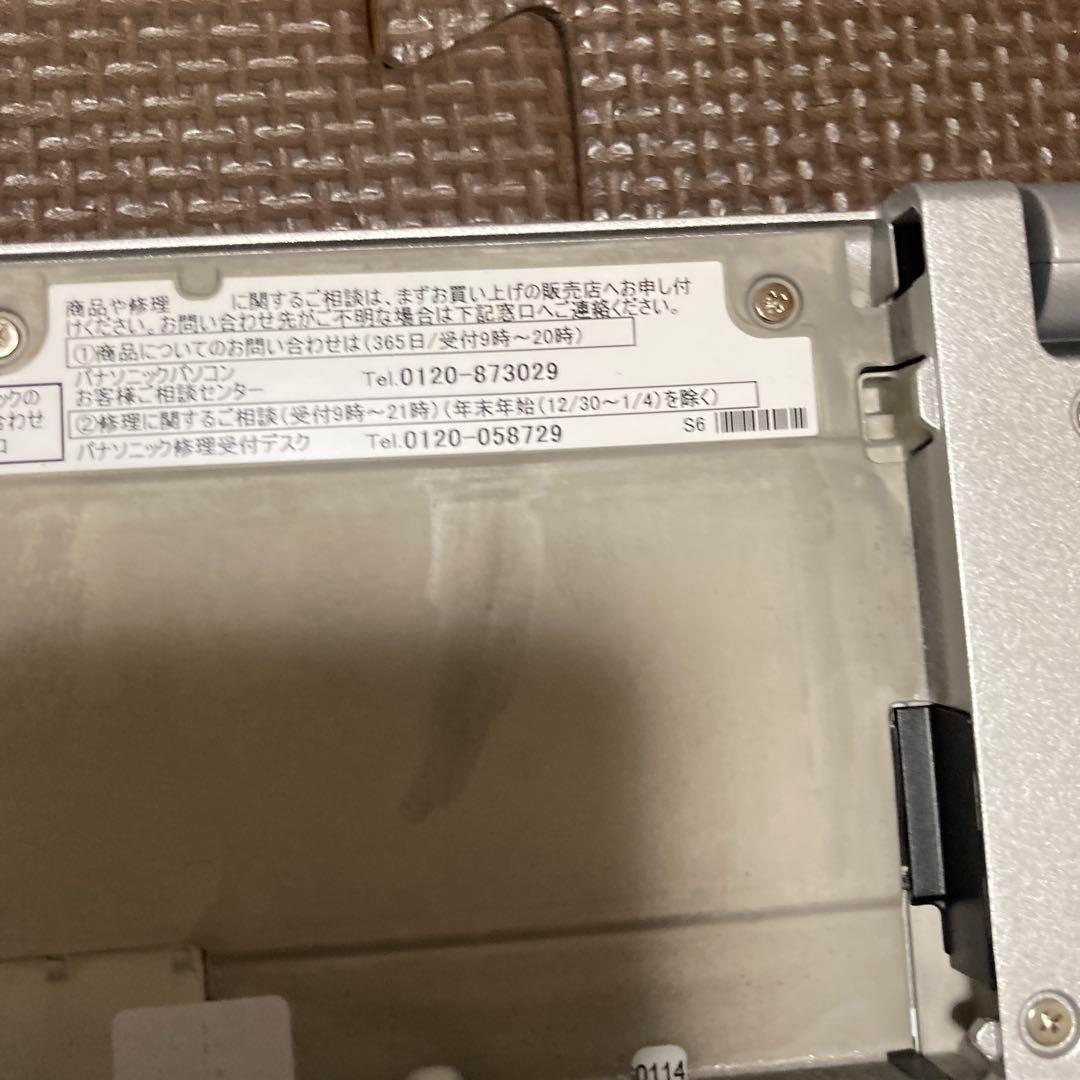 商品や修理に関するご相談は、まずお買い上げの販売店へお申し付
けください。お問い合わせ先がご不明な場合は下記窓口へご連絡ください。
①商品についてのお問い合わせは(365日/受付9時～20時)
パナソニックパソコン
お客様ご相談センター Tel.0120-873029
②修理に関するご相談(受付9時～21時)(年末年始(12/30～1/4)を除く)
パナソニック修理受付デスク Tel.0120-058729
S6
ックの
合わせ
口
0114